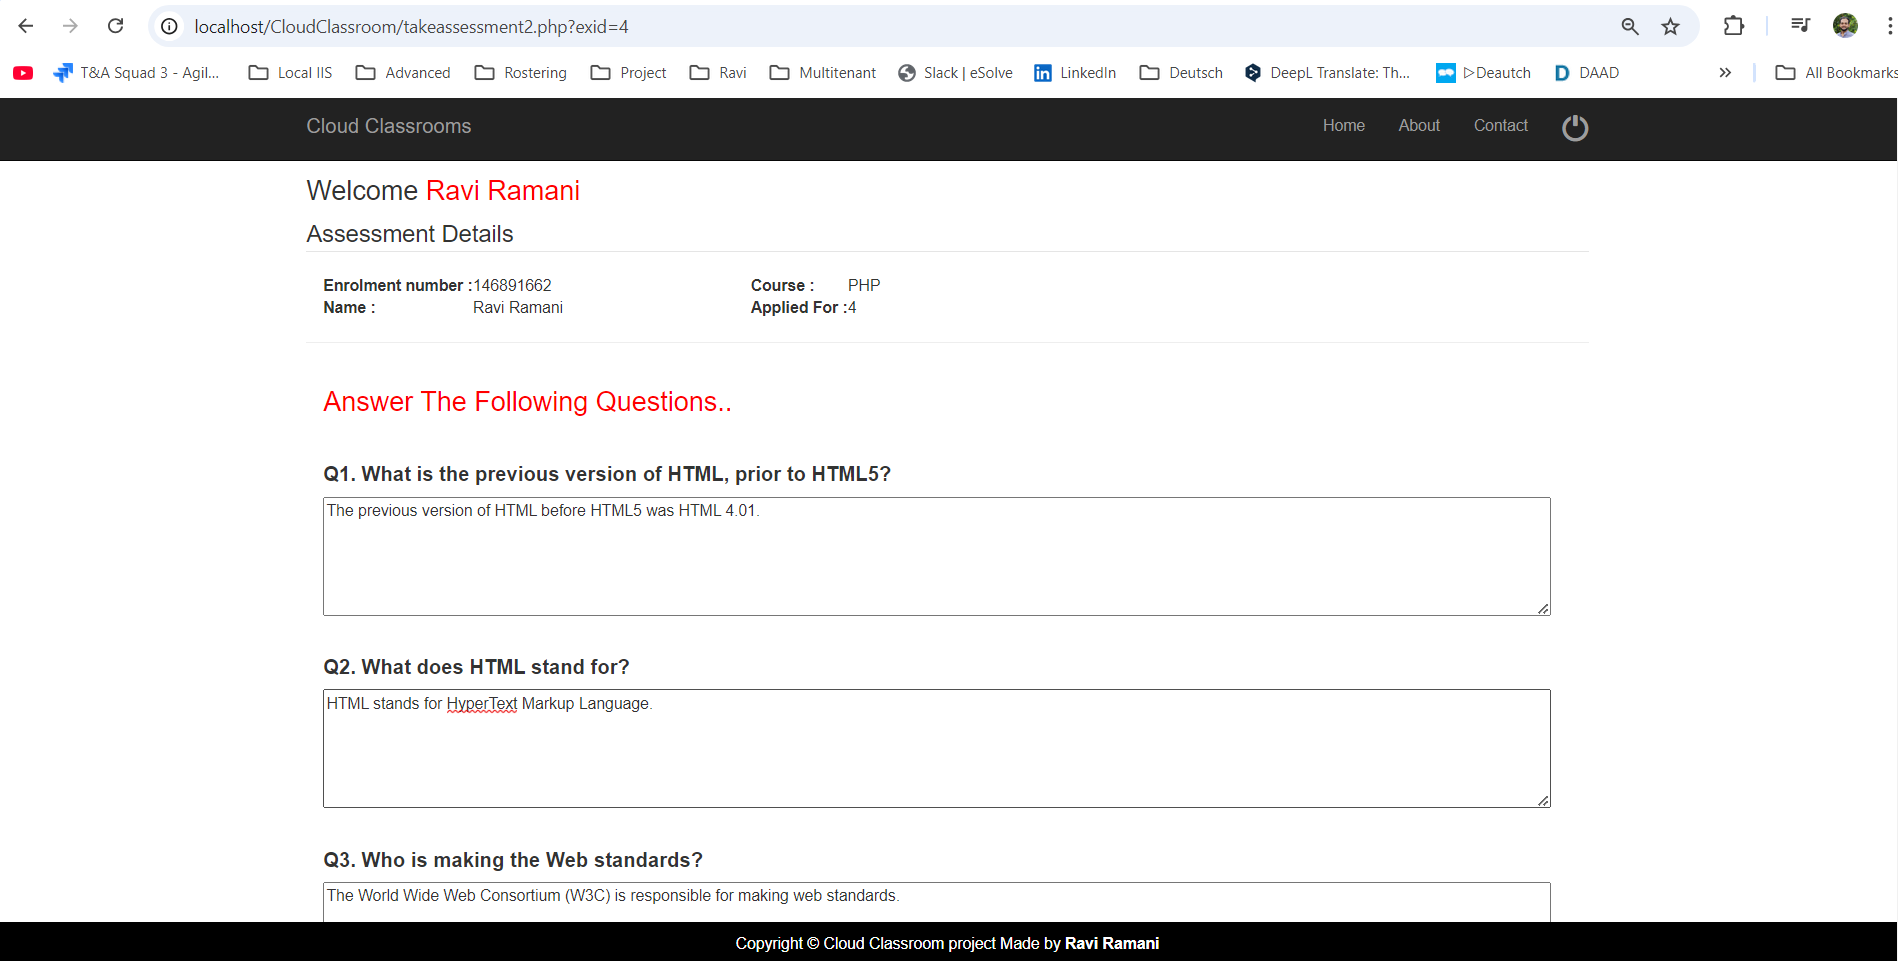 localhost/CloudClassroom/takeassessment2.php?exid=4
T&A Squad 3 - Agil... Local IIS Advanced Rostering Project Ravi Multitenant Slack | eSolve LinkedIn Deutsch DeepL Translate: Th... ▷Deautch DAAD » All Bookmarks
Cloud Classrooms Home About Contact
Welcome Ravi Ramani
Assessment Details
Enrolment number :146891662 Course : PHP
Name : Ravi Ramani Applied For :4
Answer The Following Questions..
Q1. What is the previous version of HTML, prior to HTML5?
The previous version of HTML before HTML5 was HTML 4.01.
Q2. What does HTML stand for?
HTML stands for HyperText Markup Language.
Q3. Who is making the Web standards?
The World Wide Web Consortium (W3C) is responsible for making web standards.
Copyright © Cloud Classroom project Made by Ravi Ramani